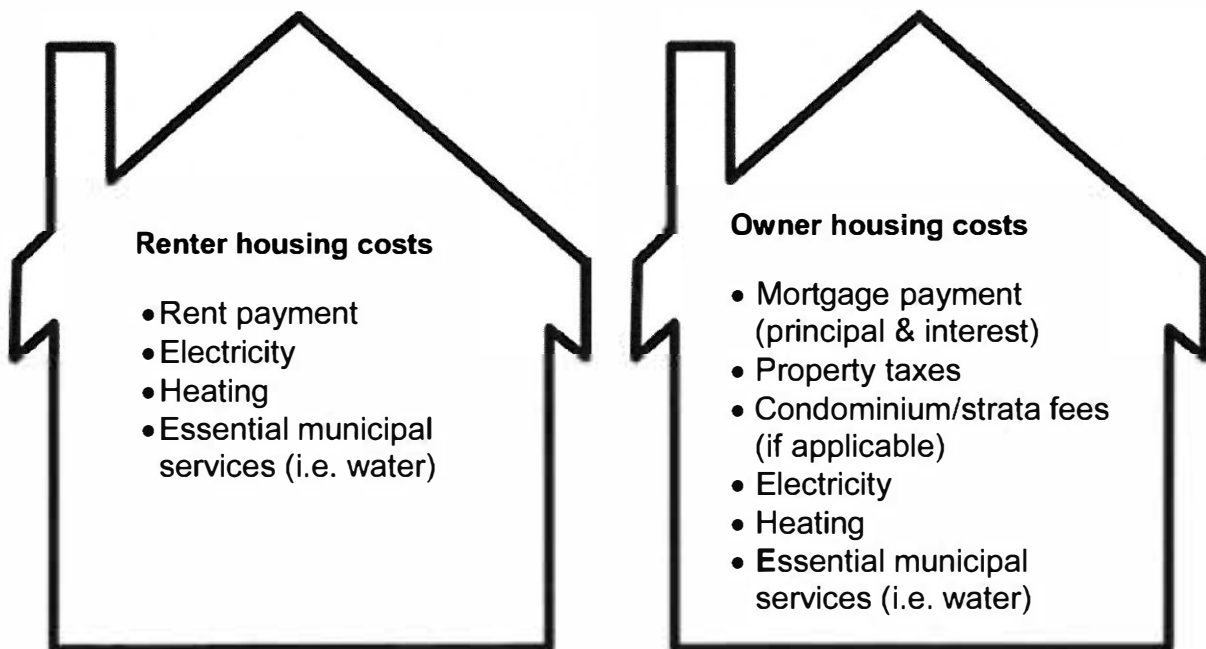 Renter housing costs
•Rent payment
•Electricity
•Heating
•Essential municipal
services (i.e. water)
Owner housing costs
• Mortgage payment
(principal & interest)
• Property taxes
• Condominium/strata fees
(if applicable)
• Electricity
• Heating
• Essential municipal
services (i.e. water)